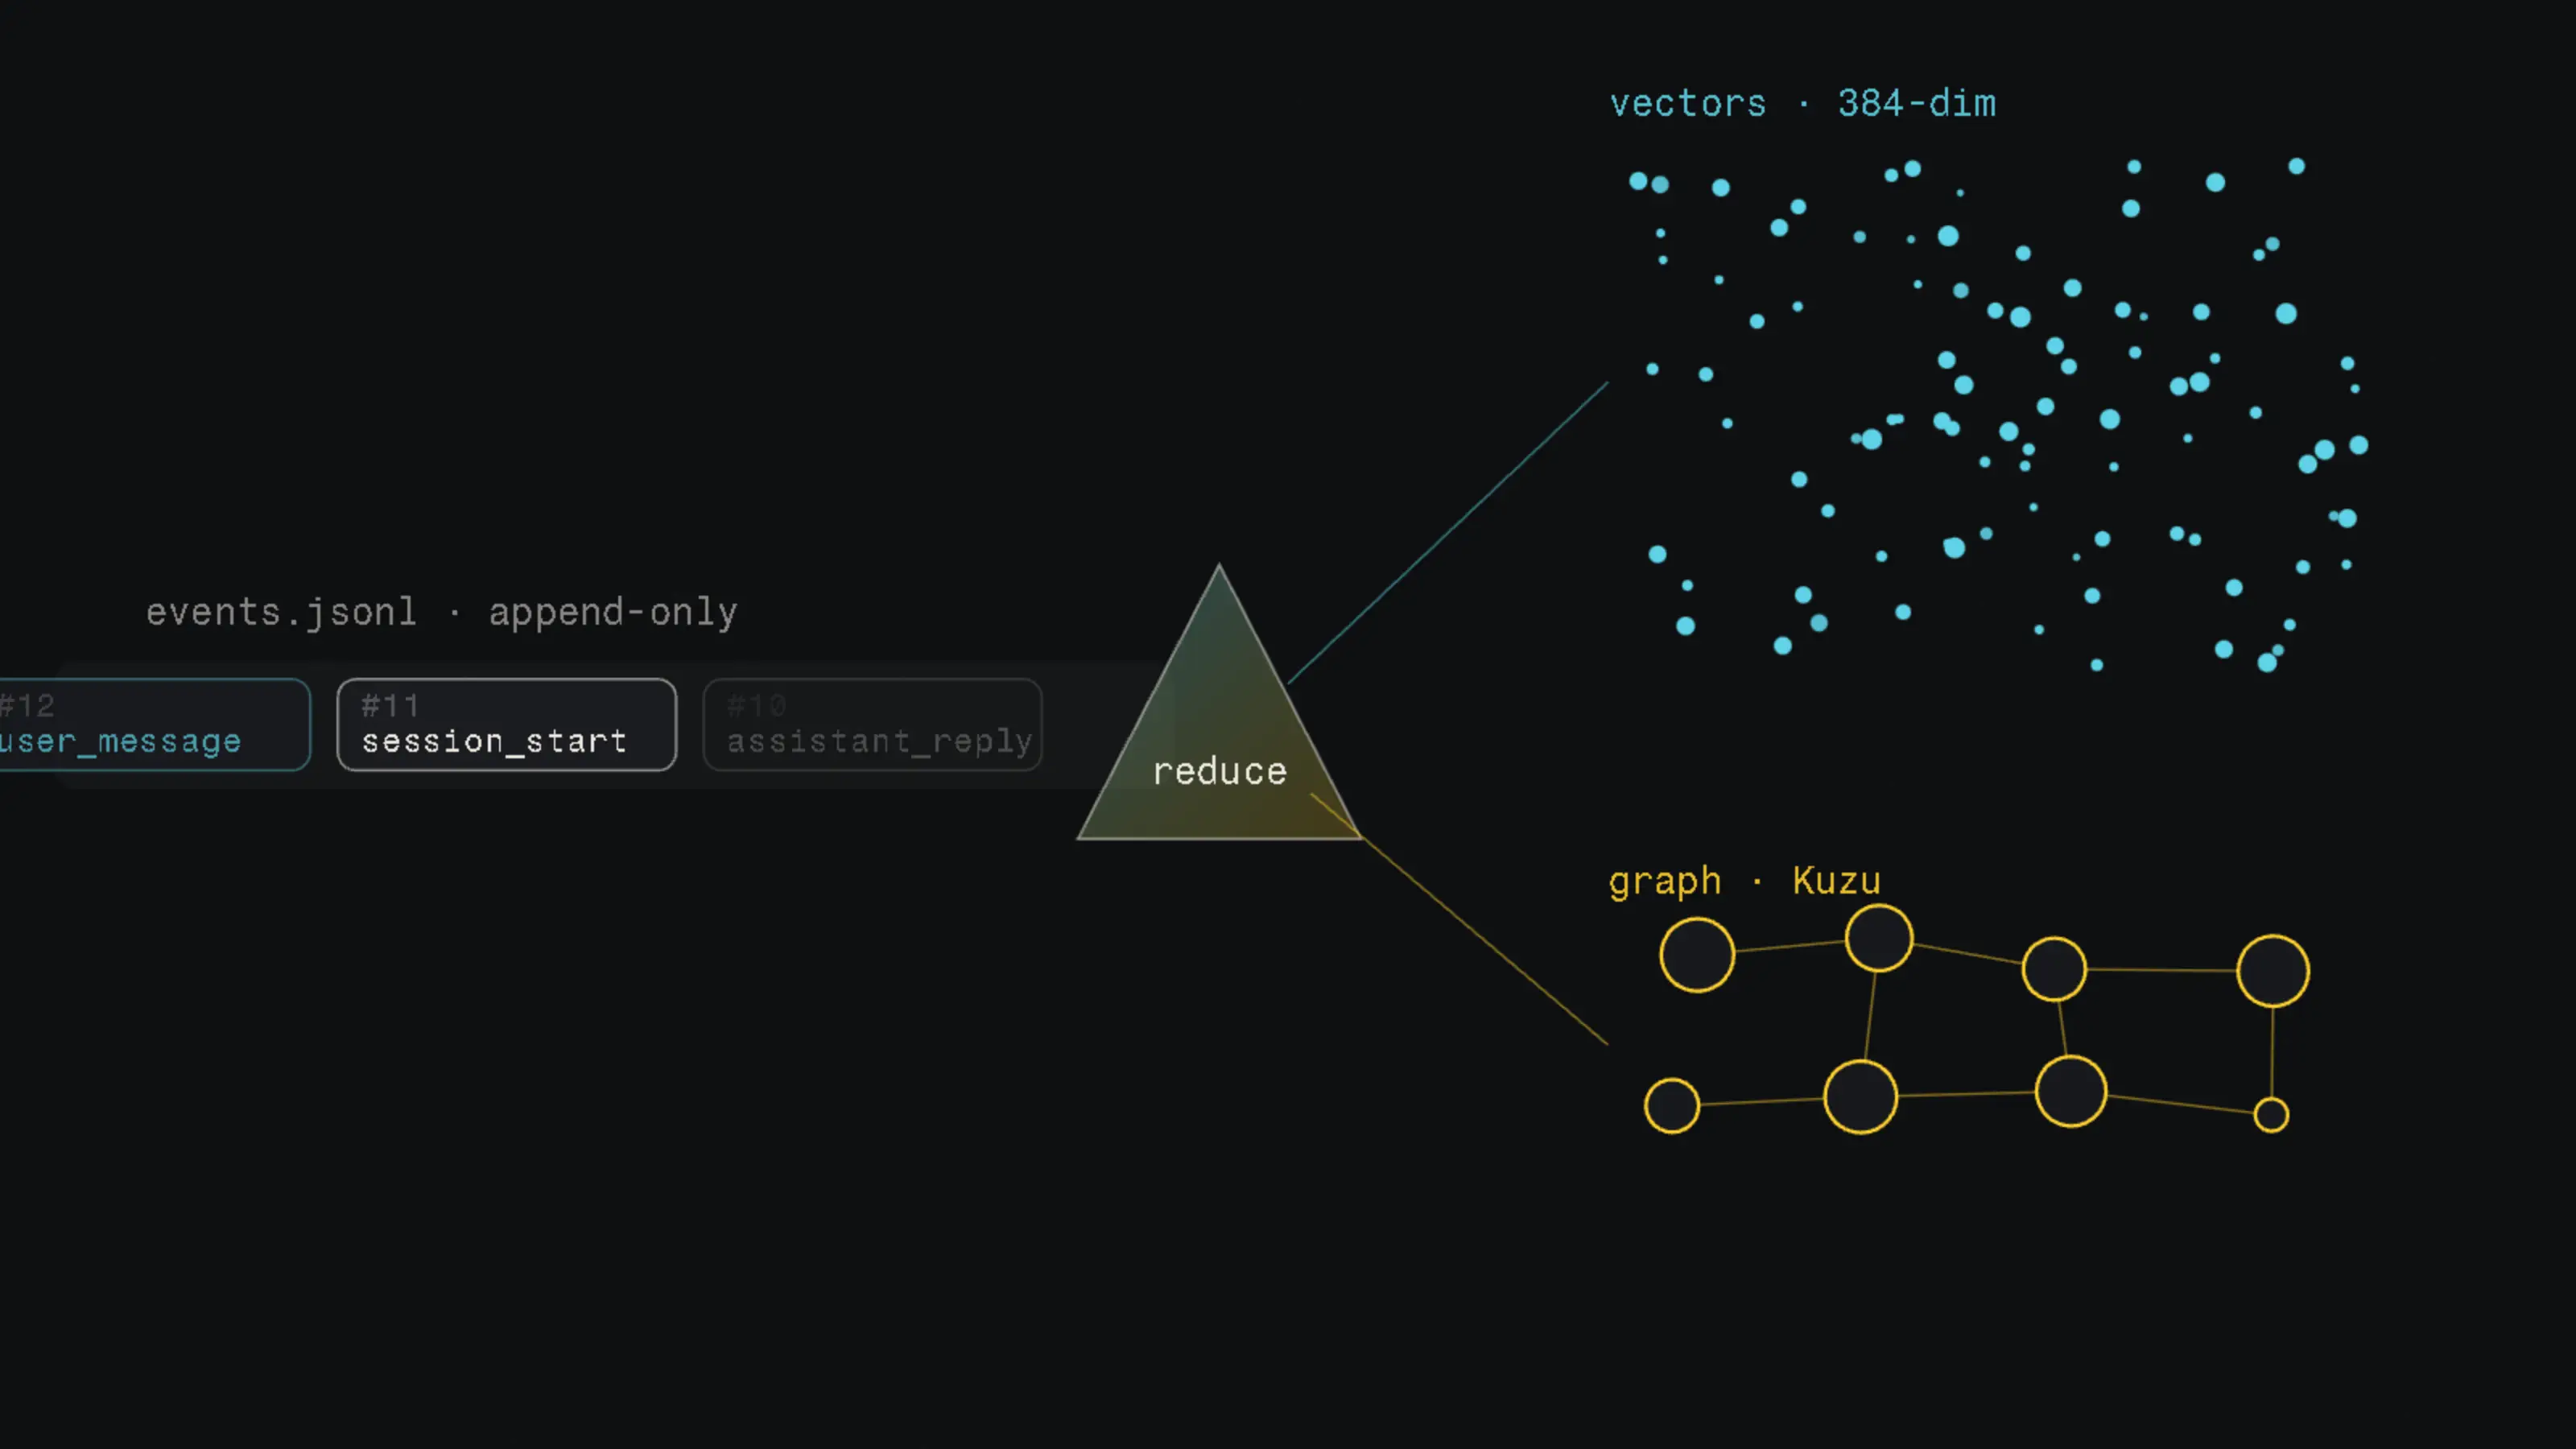 vectors · 384-dim
events.jsonl · append-only
#12
user_message
#11
session_start
#10
assistant_reply
reduce
graph · Kuzu